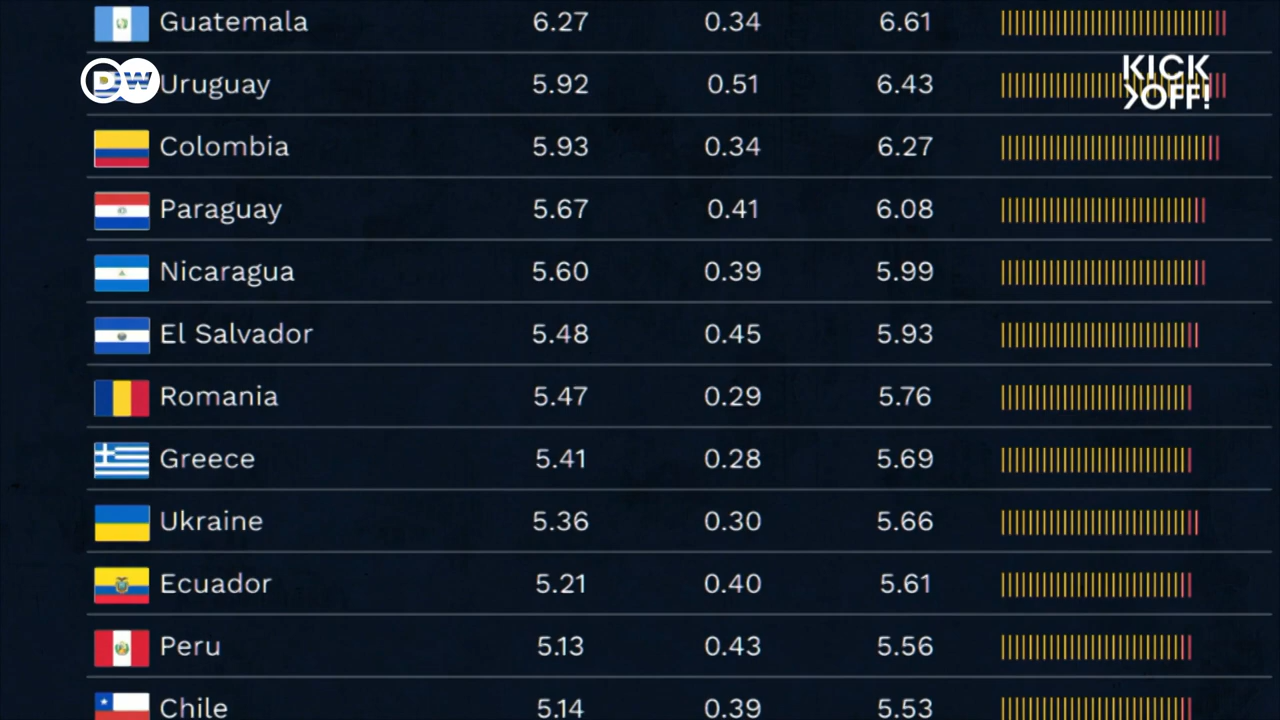 Guatemala 6.27 0.34 6.61
DW Uruguay 5.92 0.51 6.43 KICK OFF!
Colombia 5.93 0.34 6.27
Paraguay 5.67 0.41 6.08
Nicaragua 5.60 0.39 5.99
El Salvador 5.48 0.45 5.93
Romania 5.47 0.29 5.76
Greece 5.41 0.28 5.69
Ukraine 5.36 0.30 5.66
Ecuador 5.21 0.40 5.61
Peru 5.13 0.43 5.56
Chile 5.14 0.39 5.53